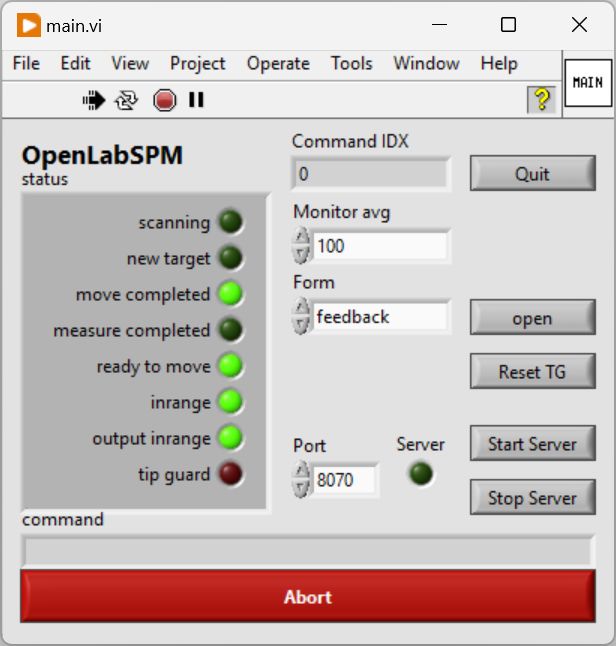 main.vi
File Edit View Project Operate Tools Window Help
MAIN
?
OpenLabSPM
status
scanning
new target
move completed
measure completed
ready to move
inrange
output inrange
tip guard
Command IDX
0
Quit
Monitor avg
100
Form
feedback
open
Reset TG
Port
8070
Server
Start Server
Stop Server
command
Abort